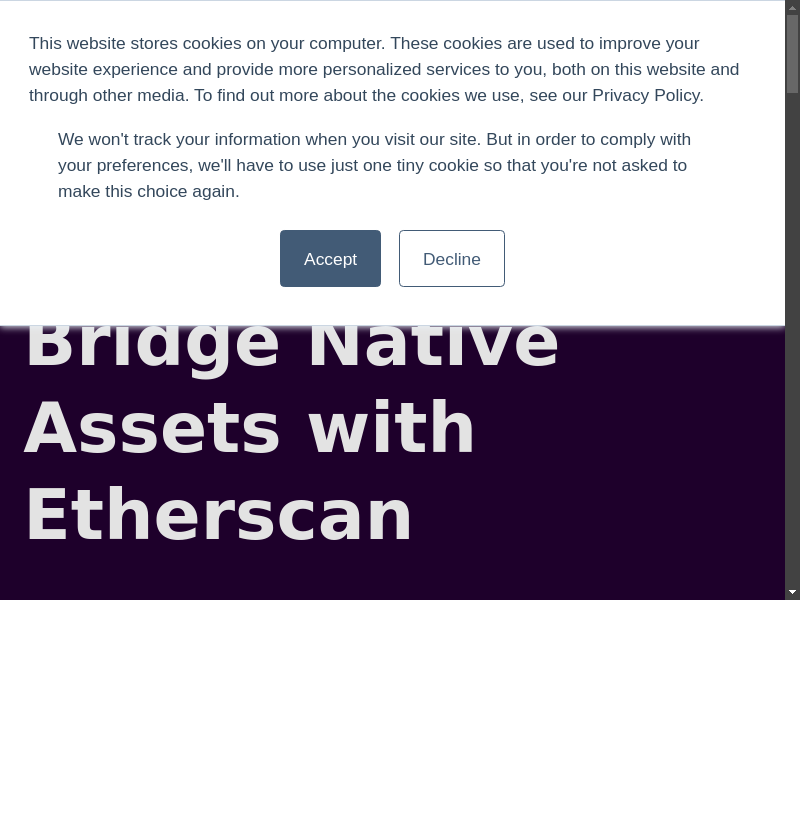 This website stores cookies on your computer. These cookies are used to improve your
website experience and provide more personalized services to you, both on this website and
through other media. To find out more about the cookies we use, see our Privacy Policy.
We won't track your information when you visit our site. But in order to comply with
your preferences, we'll have to use just one tiny cookie so that you're not asked to
make this choice again.
Accept
Decline
Bridge Native
Assets with
Etherscan